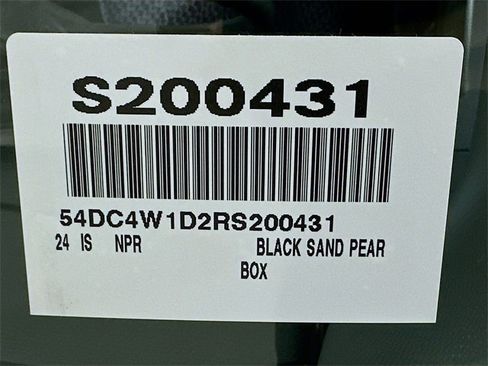 S200431
54DC4W1D2RS200431
24 IS NPR BLACK SAND PEAR
BOX